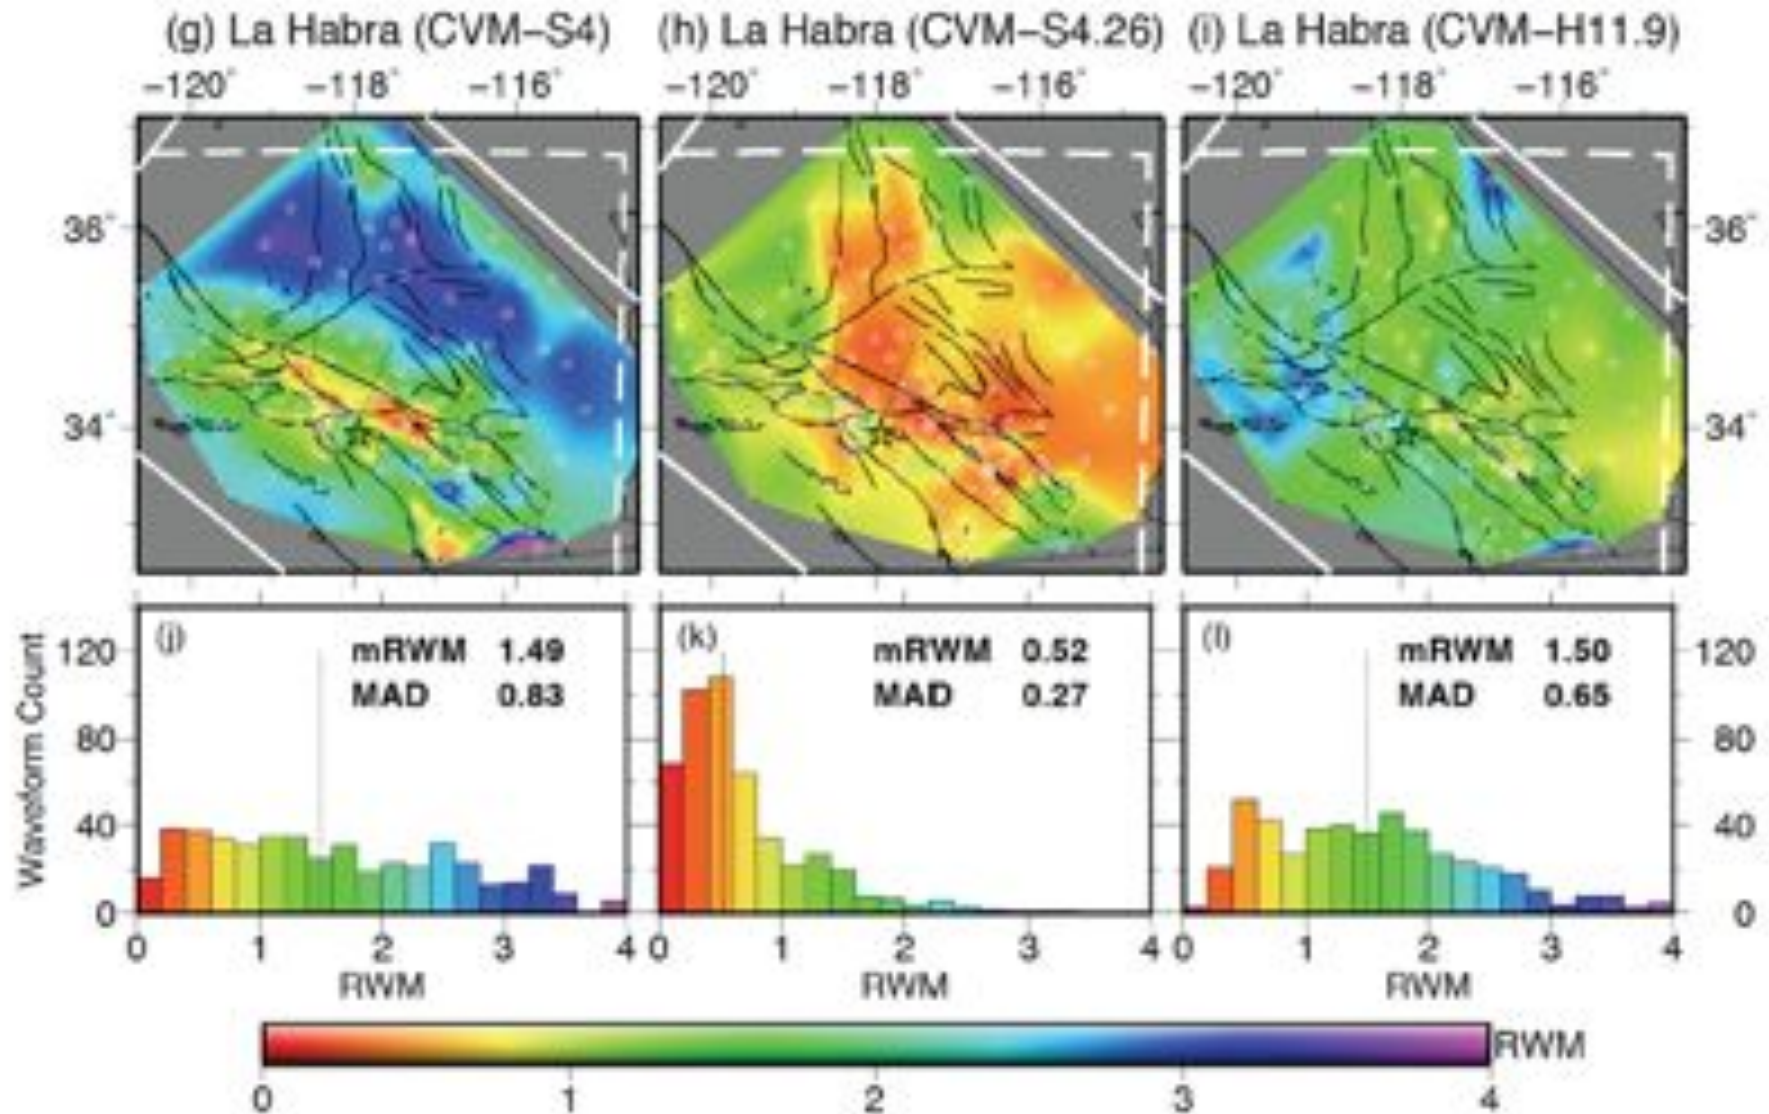 (g) La Habra (CVM−S4) (h) La Habra (CVM−S4.26) (i) La Habra (CVM−H11.9)
−120° −118° −116° −120° −118° −116° −120° −118° −116°
36° 36°
34° 34°
(j) mRWM 1.49 (k) mRWM 0.52 (l) mRWM 1.50
MAD 0.83 MAD 0.27 MAD 0.65
Waveform Count
120 120
80 80
40 40
0 0
0 1 2 3 4 0 1 2 3 4 0 1 2 3 4
RWM RWM RWM
RWM
0 1 2 3 4